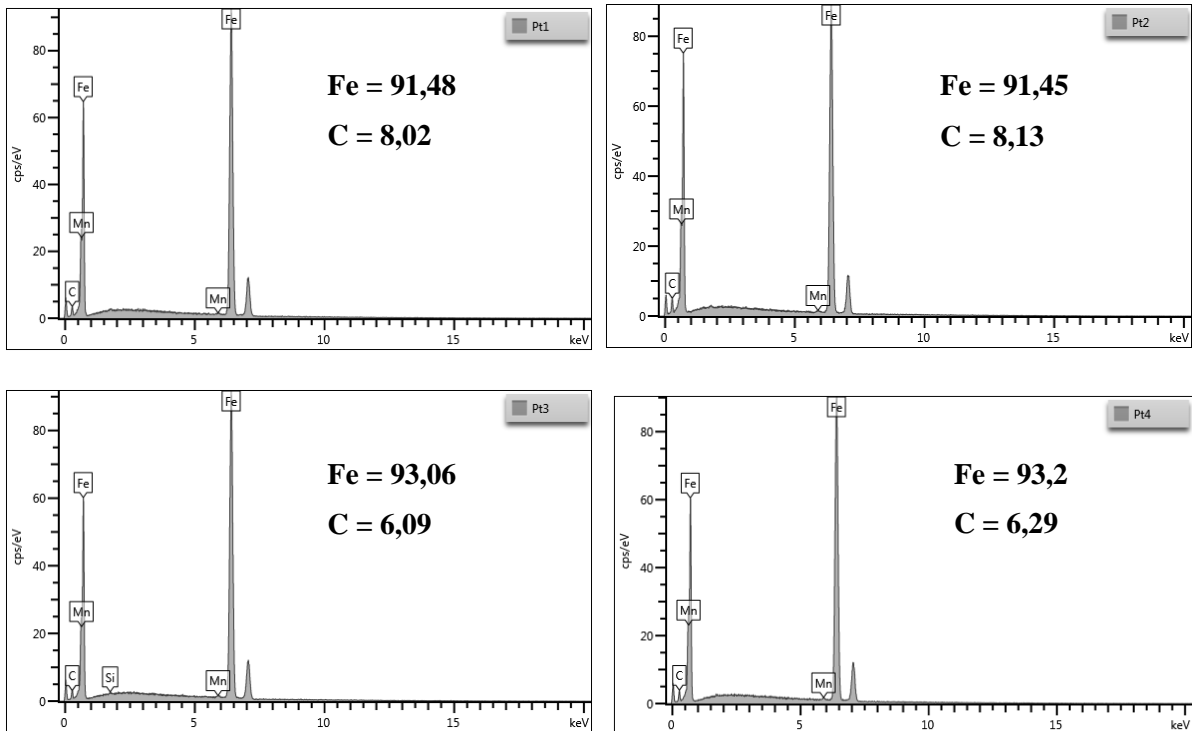 Pt1
Fe
80
Fe
Fe = 91,48
C = 8,02
60
cps/eV
40
Mn
20
C
Mn
0
0 5 10 15 keV
Pt2
Fe
80
Fe
Fe = 91,45
C = 8,13
60
cps/eV
40
Mn
20
C
Mn
0
0 5 10 15 keV
Pt3
Fe
80
Fe = 93,06
Fe
60
C = 6,09
cps/eV
40
Mn
20
C Si Mn
0
0 5 10 15 keV
Pt4
Fe
80
Fe = 93,2
Fe
60
C = 6,29
cps/eV
40
Mn
20
C
Mn
0
0 5 10 15 keV